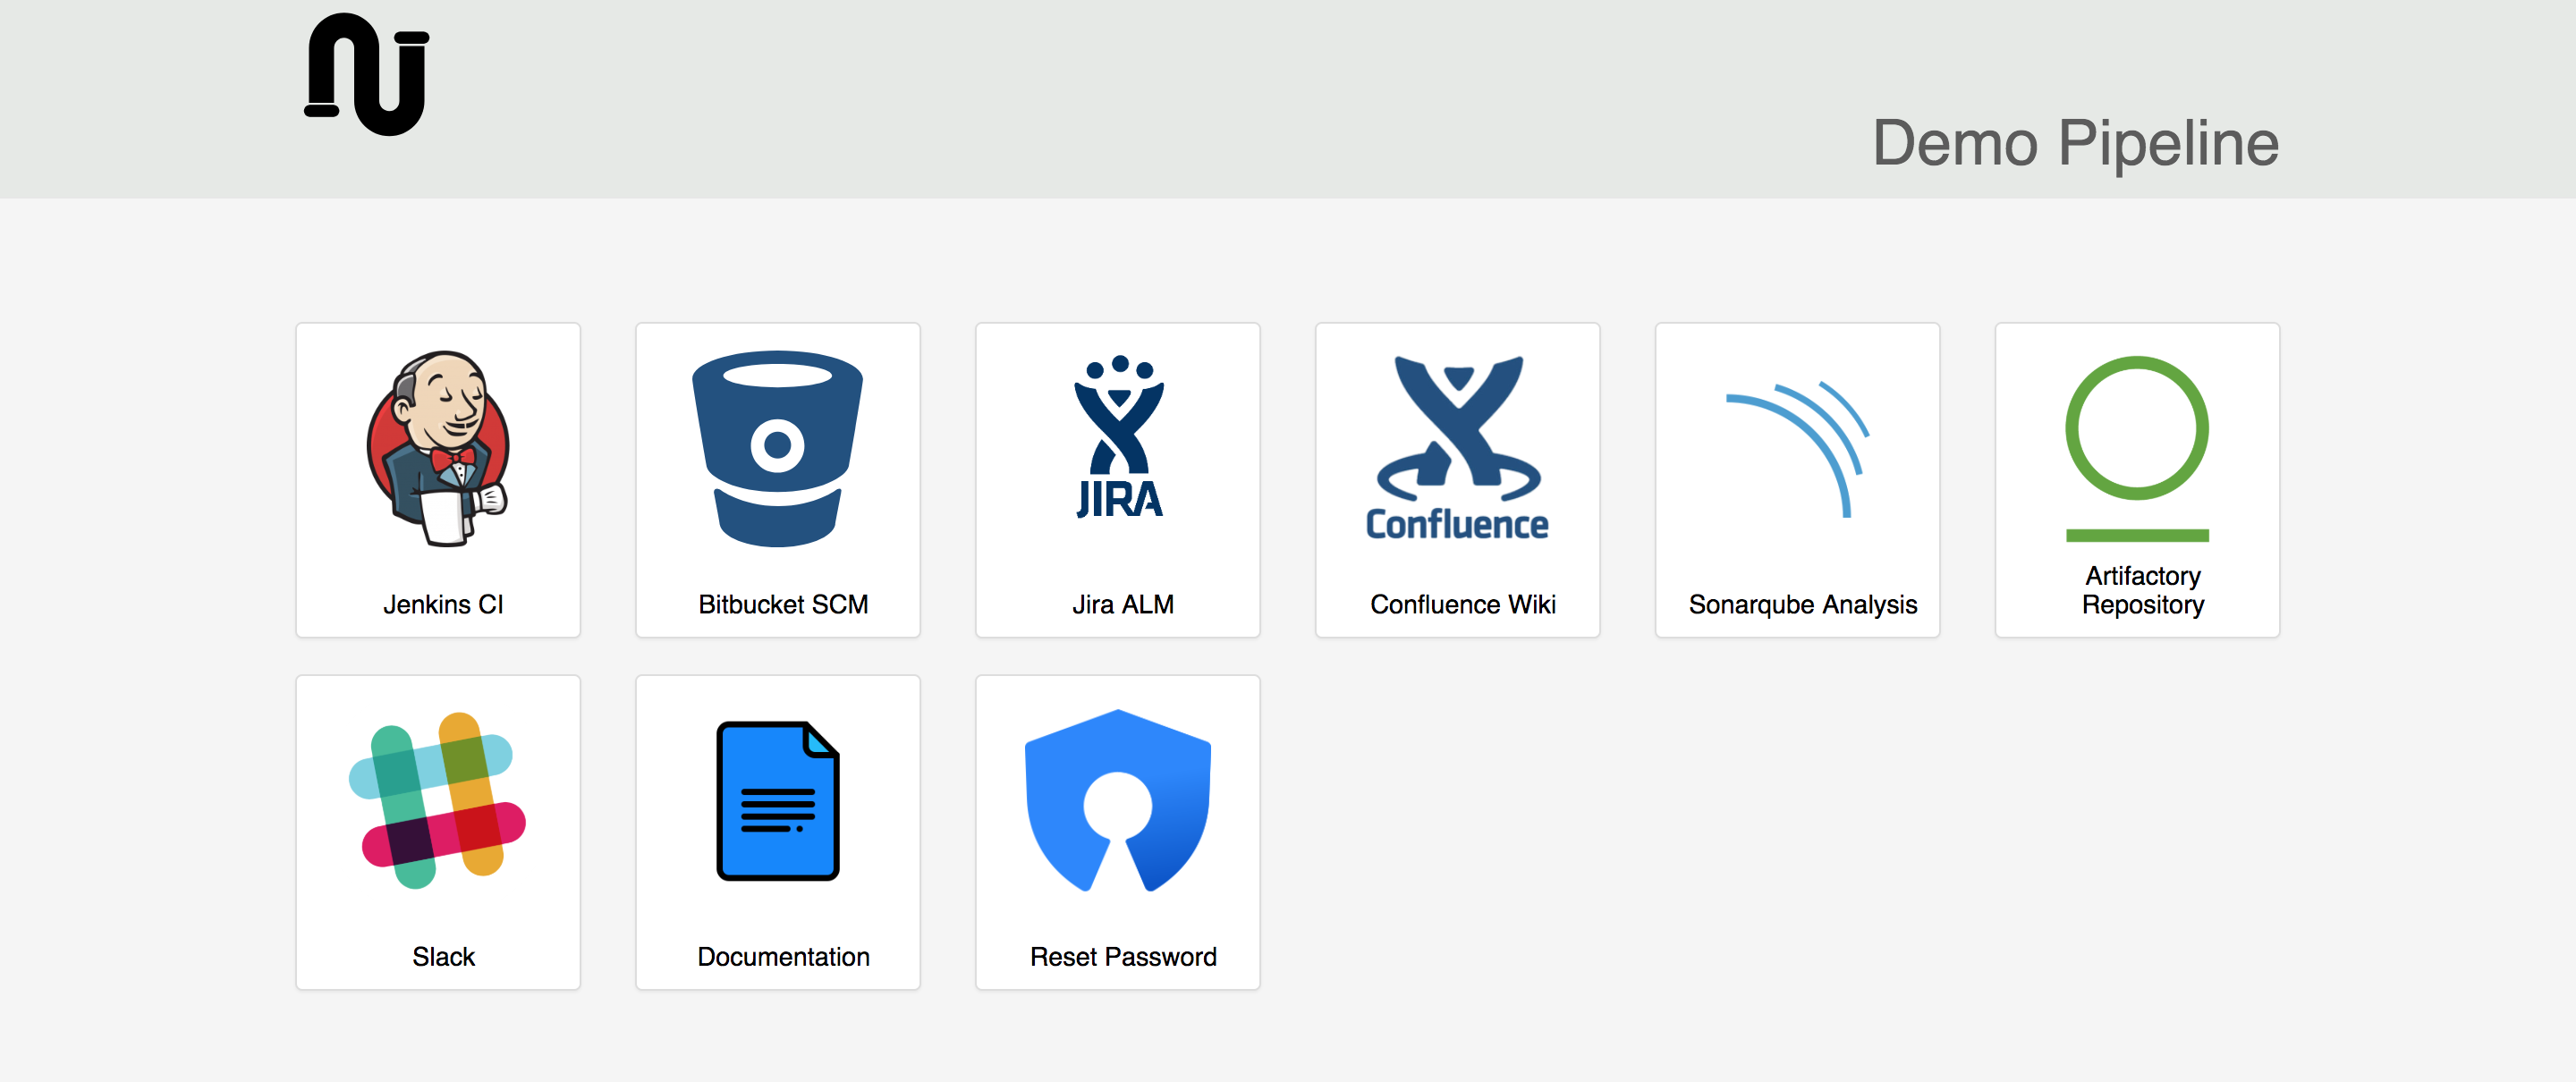 Demo Pipeline
JIRA
Confluence
Jenkins CI
Bitbucket SCM
Jira ALM
Confluence Wiki
Sonarqube Analysis
Artifactory
Repository
Slack
Documentation
Reset Password